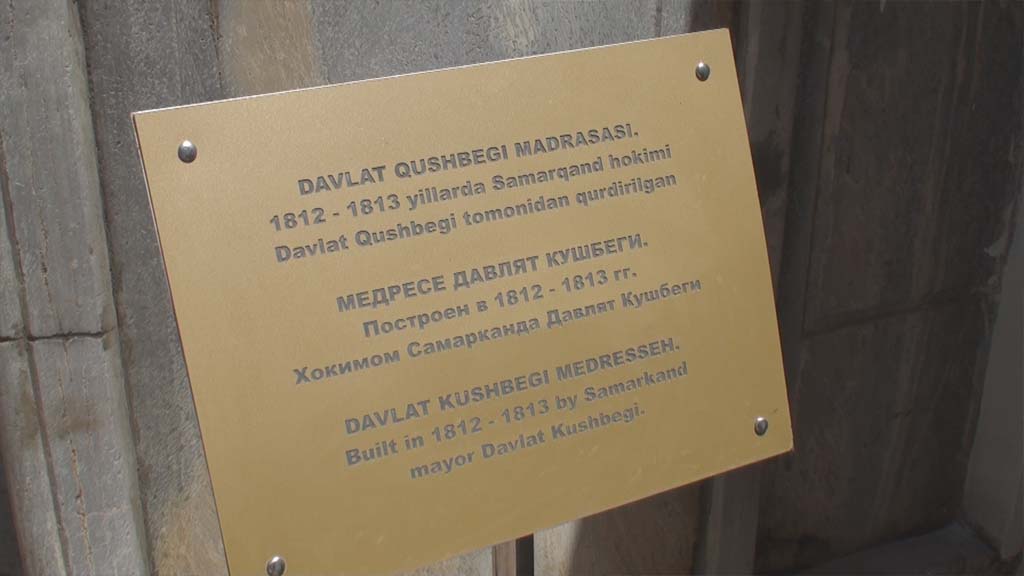 DAVLAT QUSHBEGI MADRASASI.
1812 - 1813 yillarda Samarqand hokimi
Davlat Qushbegi tomonidan qurdirilgan
МЕДРЕСЕ ДАВЛЯТ КУШБЕГИ.
Построен в 1812 - 1813 гг.
Хокимом Самарканда Давлят Кушбеги
DAVLAT KUSHBEGI MEDRESSEH.
Built in 1812 - 1813 by Samarkand
mayor Davlat Kushbegi.